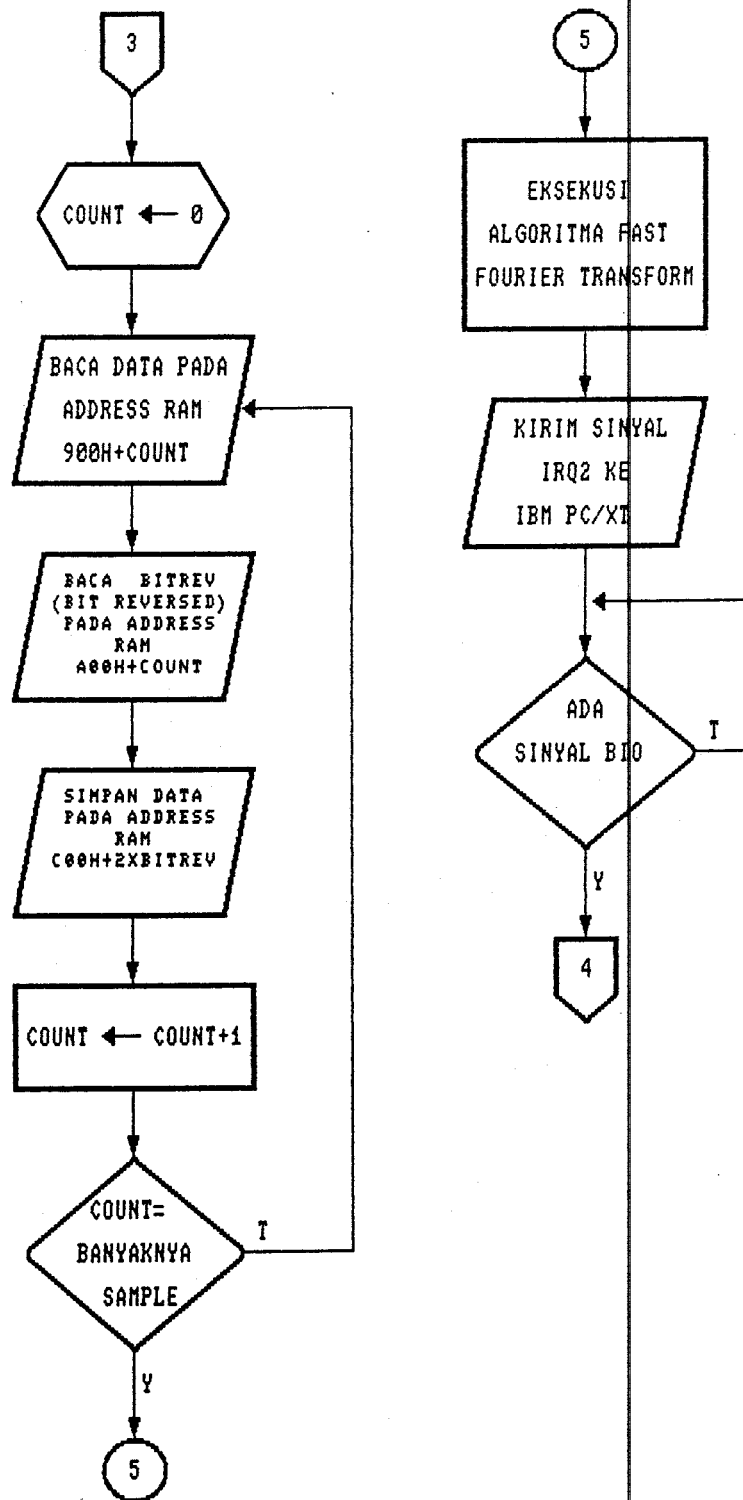 3
COUNT ← 0
BACA DATA PADA
ADDRESS RAM
900H+COUNT
BACA BITREV
(BIT REVERSED)
PADA ADDRESS
RAM
A00H+COUNT
SIMPAN DATA
PADA ADDRESS
RAM
C00H+2XBITREV
COUNT ← COUNT+1
COUNT=
BANYAKNYA
SAMPLE
T
Y
5
5
EKSEKUSI
ALGORITMA FAST
FOURIER TRANSFORM
KIRIM SINYAL
IRQ2 KE
IBM PC/XT
ADA
SINYAL BIO
T
Y
4